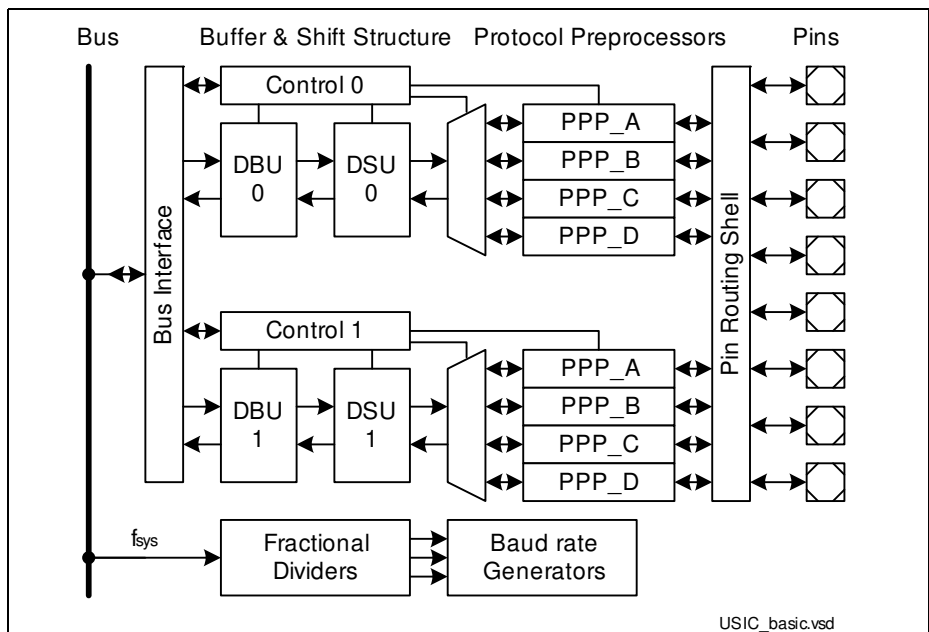 Bus Buffer & Shift Structure Protocol Preprocessors Pins
Control 0
DBU
0
DSU
0
PPP_A
PPP_B
PPP_C
PPP_D
Bus Interface
Pin Routing Shell
Control 1
DBU
1
DSU
1
PPP_A
PPP_B
PPP_C
PPP_D
fsys
Fractional
Dividers
Baud rate
Generators
USIC_basic.vsd